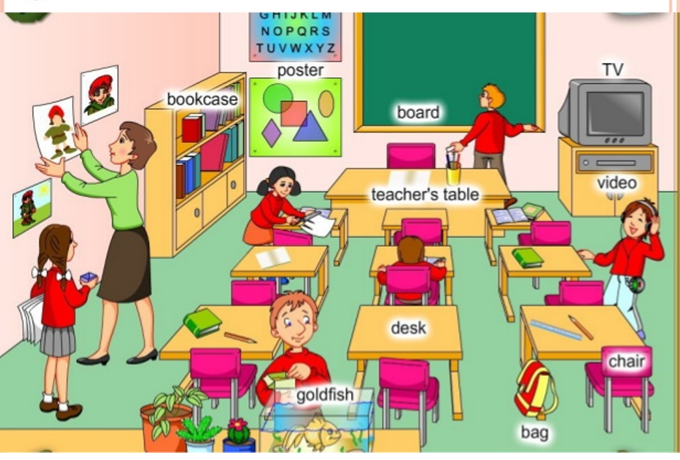 GHIJKLM
NOPQRS
TUVWXYZ
poster
TV
bookcase
board
video
teacher's table
desk
chair
goldfish
bag